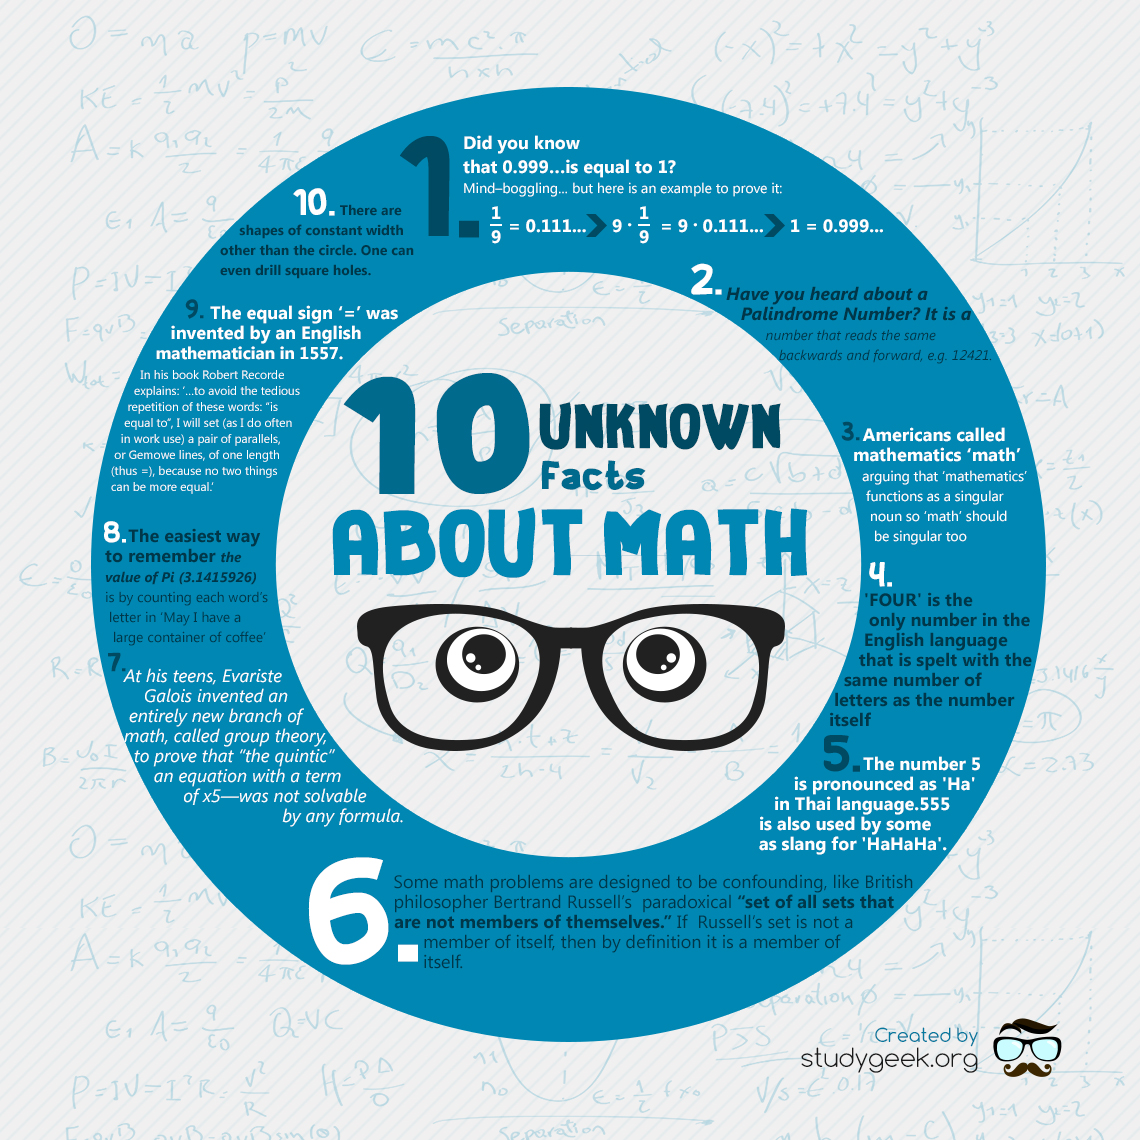 10 UNKNOWN
Facts
ABOUT MATH
1.
Did you know
that 0.999...is equal to 1?
Mind–boggling... but here is an example to prove it:
1/9 = 0.111... > 9 · 1/9 = 9 · 0.111... > 1 = 0.999...
2. Have you heard about a
Palindrome Number? It is a
number that reads the same
backwards and forward, e.g. 12421.
3. Americans called
mathematics ‘math’
arguing that ‘mathematics’
functions as a singular
noun so ‘math’ should
be singular too
4.
'FOUR' is the
only number in the
English language
that is spelt with the
same number of
letters as the number
itself
5. The number 5
is pronounced as 'Ha'
in Thai language.555
is also used by some
as slang for 'HaHaHa'.
6.
Some math problems are designed to be confounding, like British
philosopher Bertrand Russell’s paradoxical “set of all sets that
are not members of themselves.” If Russell’s set is not a
member of itself, then by definition it is a member of
itself.
7.
At his teens, Evariste
Galois invented an
entirely new branch of
math, called group theory,
to prove that “the quintic”
an equation with a term
of x5—was not solvable
by any formula.
8. The easiest way
to remember the
value of Pi (3.1415926)
is by counting each word’s
letter in ‘May I have a
large container of coffee’
9. The equal sign ‘=’ was
invented by an English
mathematician in 1557.
In his book Robert Recorde
explains: ‘...to avoid the tedious
repetition of these words: “is
equal to”, I will set (as I do often
in work use) a pair of parallels,
or Gemowe lines, of one length
(thus =), because no two things
can be more equal.’
10. There are
shapes of constant width
other than the circle. One can
even drill square holes.
Created by
studygeek.org